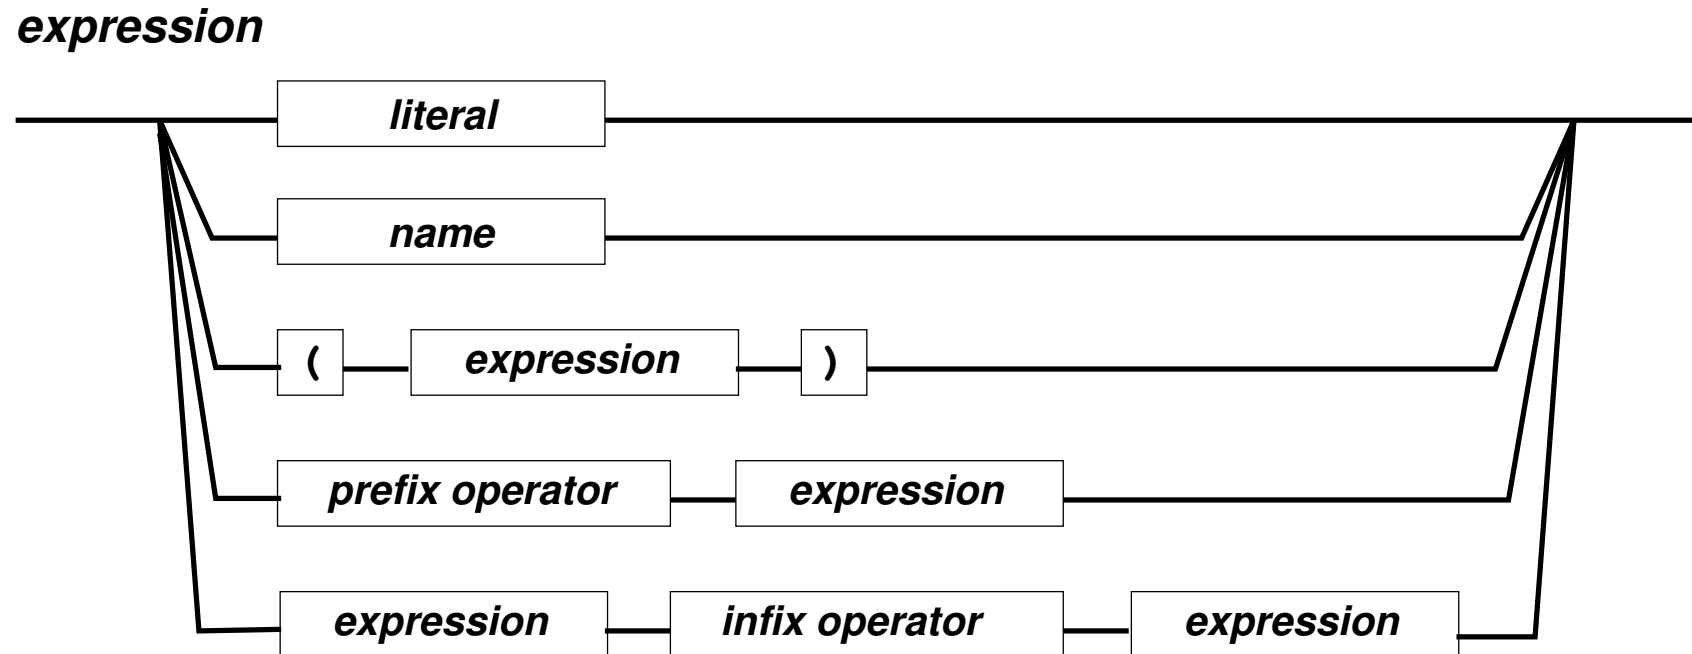 expression
literal
name
( expression )
prefix operator expression
expression infix operator expression